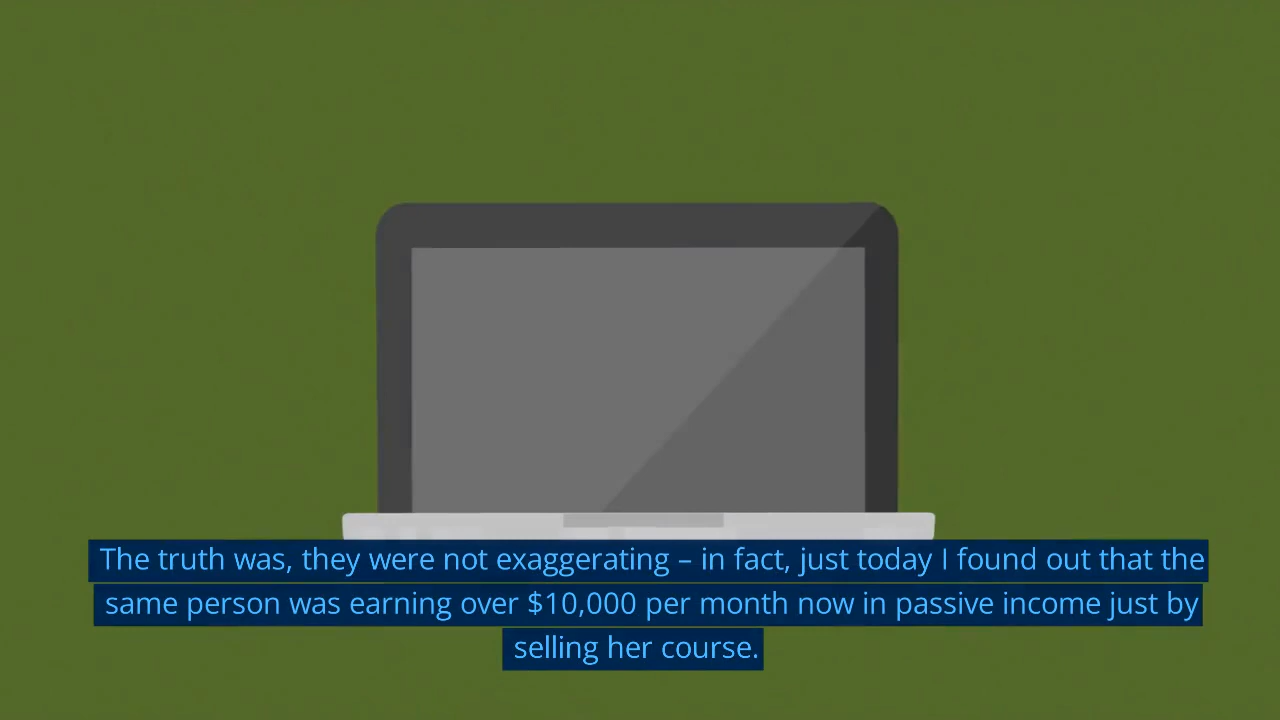 The truth was, they were not exaggerating – in fact, just today I found out that the
same person was earning over $10,000 per month now in passive income just by
selling her course.